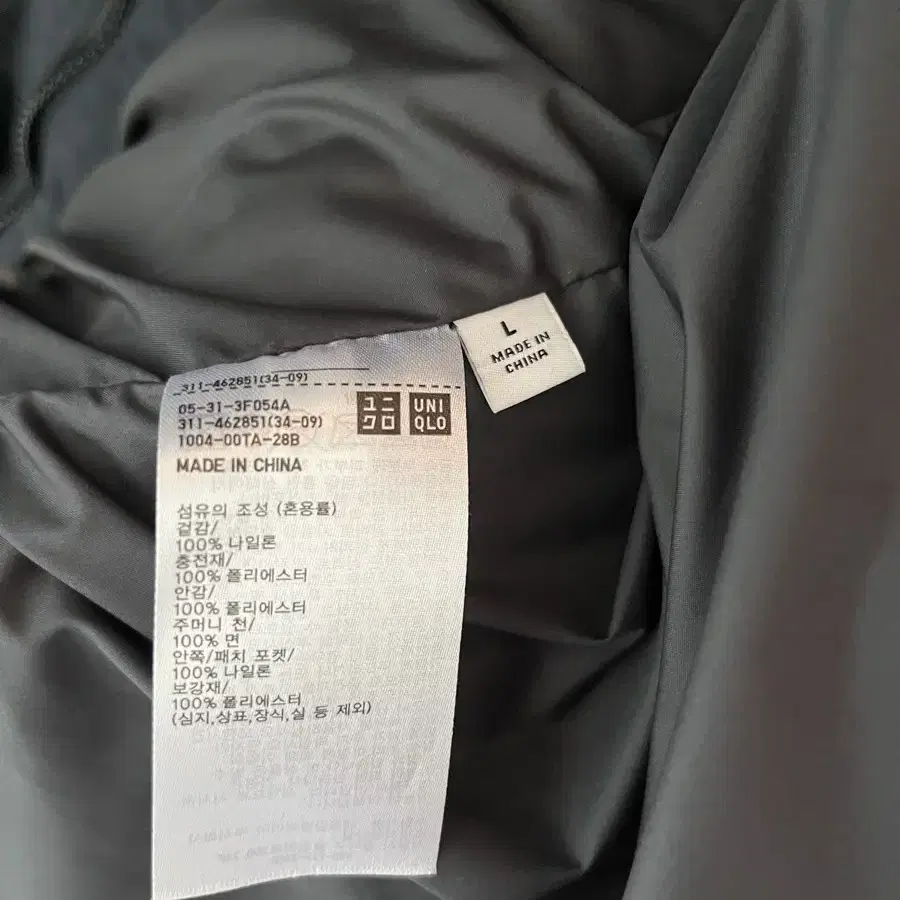 L
MADE IN
CHINA
311-462851(34-09)
05-31-3F054A
311-462851(34-09)
1004-00TA-28B
ユニ
クロ
UNI
QLO
MADE IN CHINA
섬유의 조성 (혼용률)
겉감/
100% 나일론
충전재/
100% 폴리에스터
안감/
100% 폴리에스터
주머니 천/
100% 면
안쪽/패치 포켓/
100% 나일론
보강재/
100% 폴리에스터
(심지,상표,장식,실 등 제외)